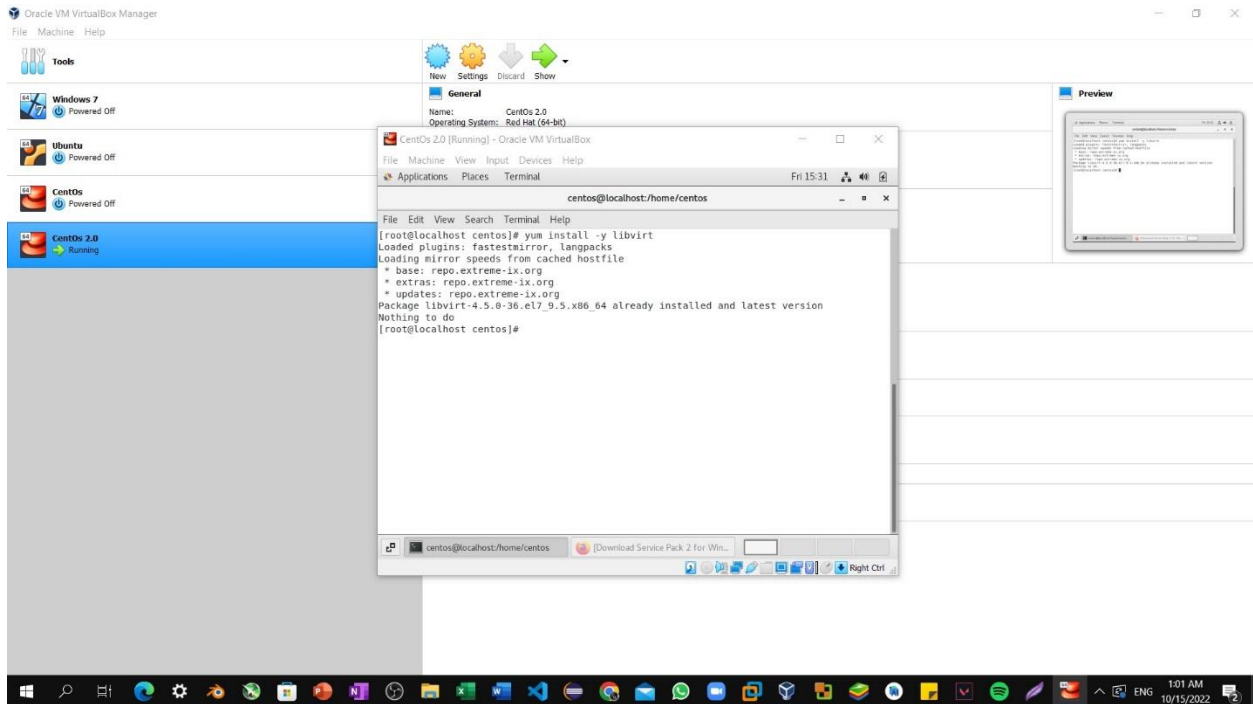 Oracle VM VirtualBox Manager
File Machine Help
Tools
New Settings Discard Show
64
Windows 7
Powered Off
64
Ubuntu
Powered Off
64
CentOs
Powered Off
64
CentOs 2.0
Running
General
Name: CentOs 2.0
Operating System: Red Hat (64-bit)
Preview
CentOs 2.0 [Running] - Oracle VM VirtualBox
File Machine View Input Devices Help
Applications Places Terminal Fri 15:31
centos@localhost:/home/centos
File Edit View Search Terminal Help
[root@localhost centos]# yum install -y libvirt
Loaded plugins: fastestmirror, langpacks
Loading mirror speeds from cached hostfile
* base: repo.extreme-ix.org
* extras: repo.extreme-ix.org
* updates: repo.extreme-ix.org
Package libvirt-4.5.0-36.el7_9.5.x86_64 already installed and latest version
Nothing to do
[root@localhost centos]#
centos@localhost:/home/centos [Download Service Pack 2 for Win...
Right Ctrl
ENG 1:01 AM
10/15/2022
2